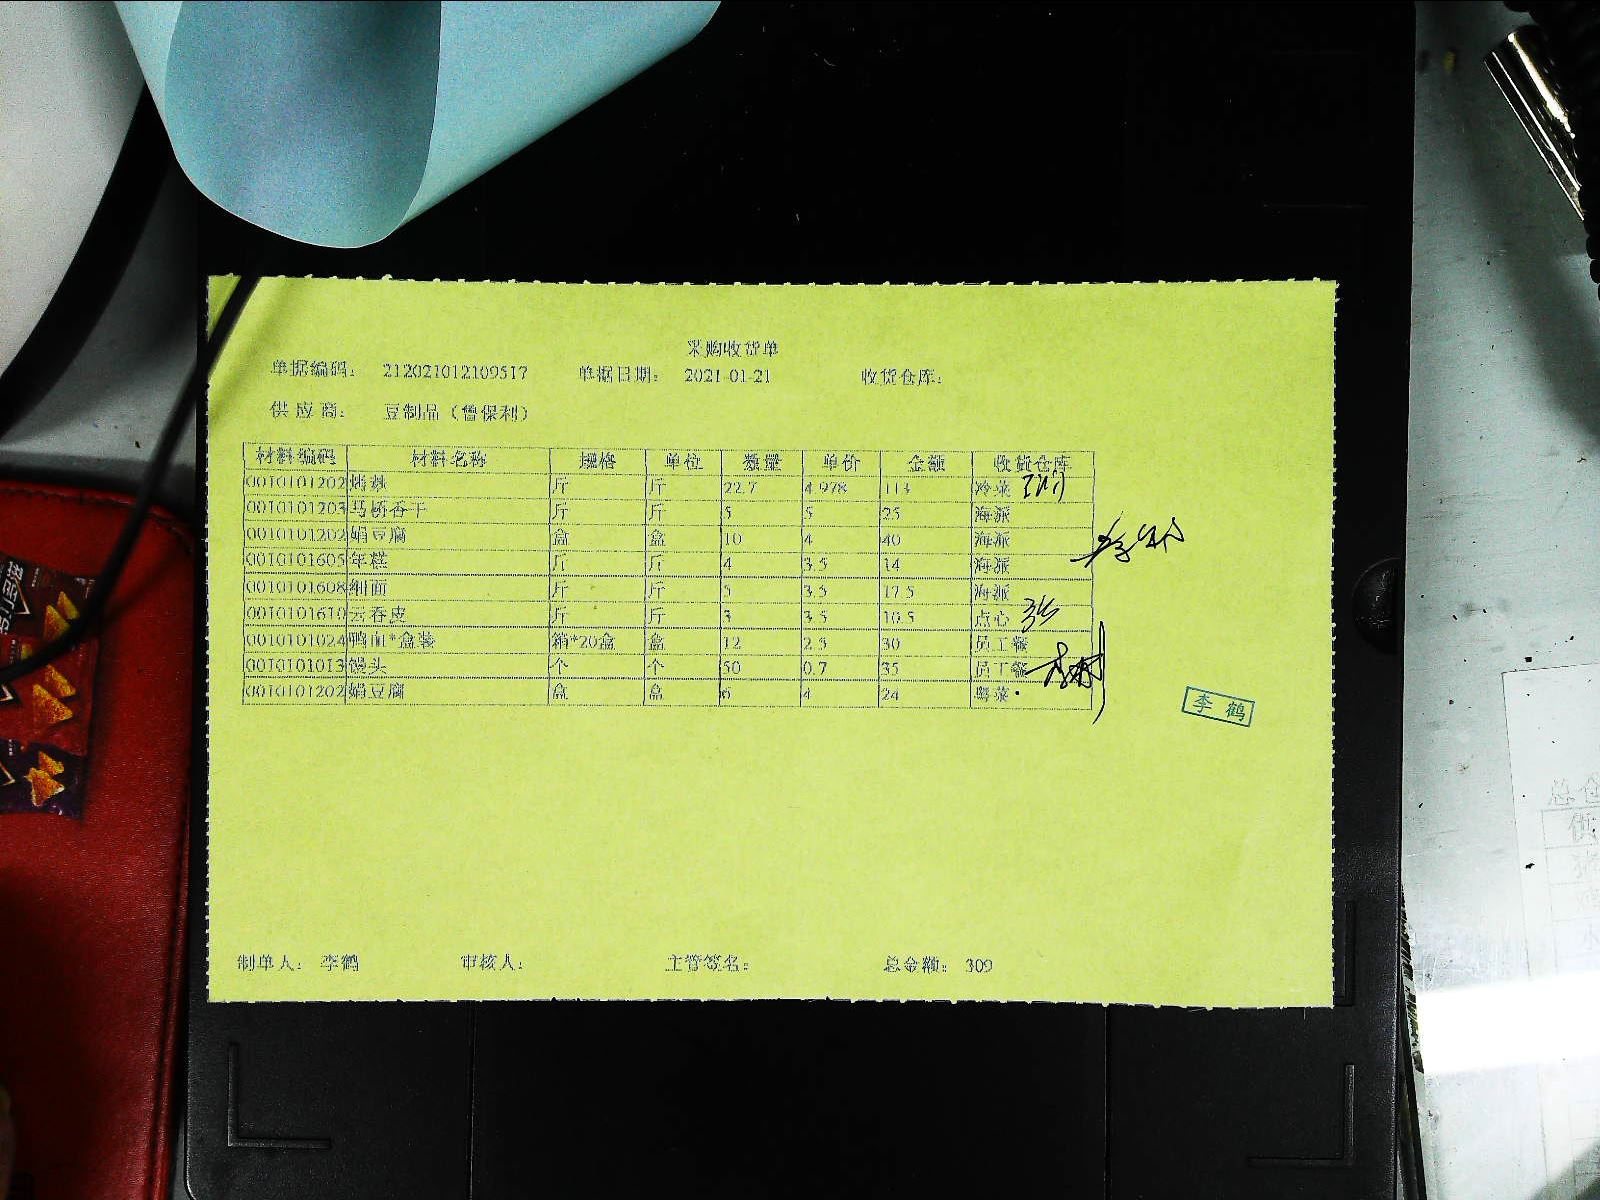 采购收货单
单据编码： 212021012109517 单据日期： 2021-01-21 收货仓库：
供应商： 豆制品（曾保利）
材料编码 材料名称 规格 单位 数量 单价 金额 收货仓库
0010101202 烤麸 斤 斤 22.7 4.978 113 冷菜
0010101203 马桥香干 斤 斤 5 5 25 海派
0010101202 娟豆腐 盒 盒 10 4 40 海派
0010101605 年糕 斤 斤 4 3.5 14 海派
0010101608 细面 斤 斤 5 3.5 17.5 海派
0010101610 云吞皮 斤 斤 3 3.5 10.5 点心
0010101024 鸭血*盒装 箱*20盒 盒 12 2.5 30 员工餐
0010101013 馒头 个 个 50 0.7 35 员工餐
0010101202 娟豆腐 盒 盒 6 4 24 粤菜
李鹤
制单人： 李鹤 审核人： 主管签名： 总金额： 309